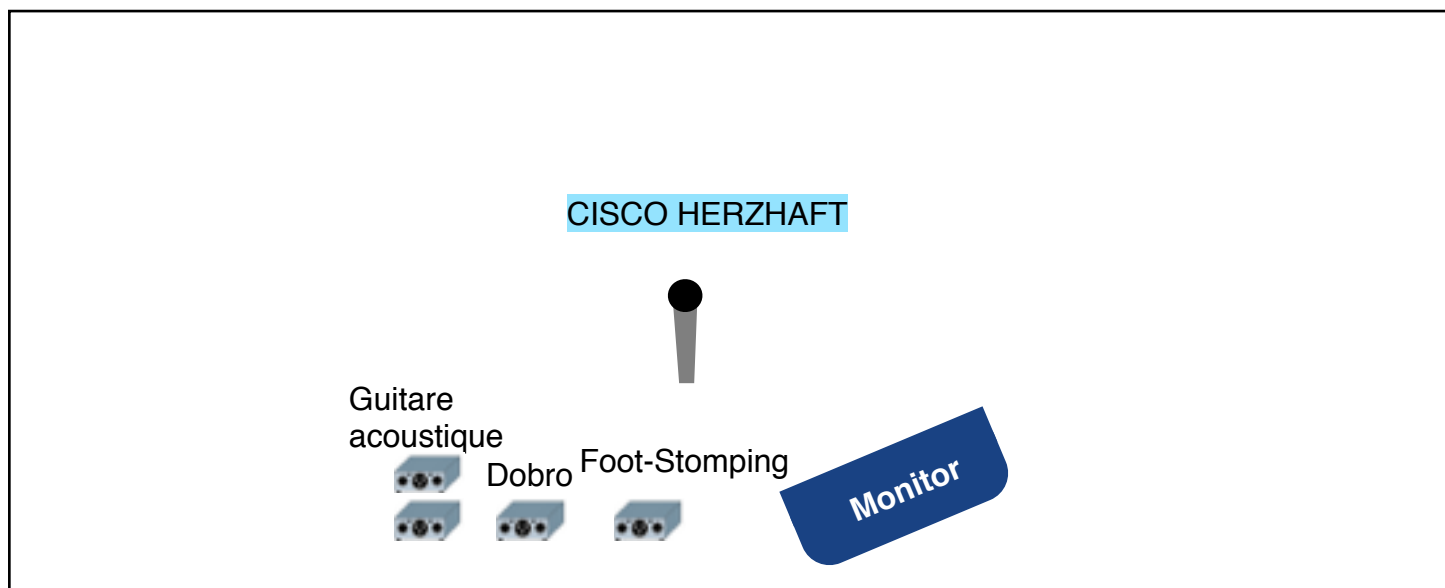 CISCO HERZHAFT
Guitare
acoustique
Dobro
Foot-Stomping
Monitor